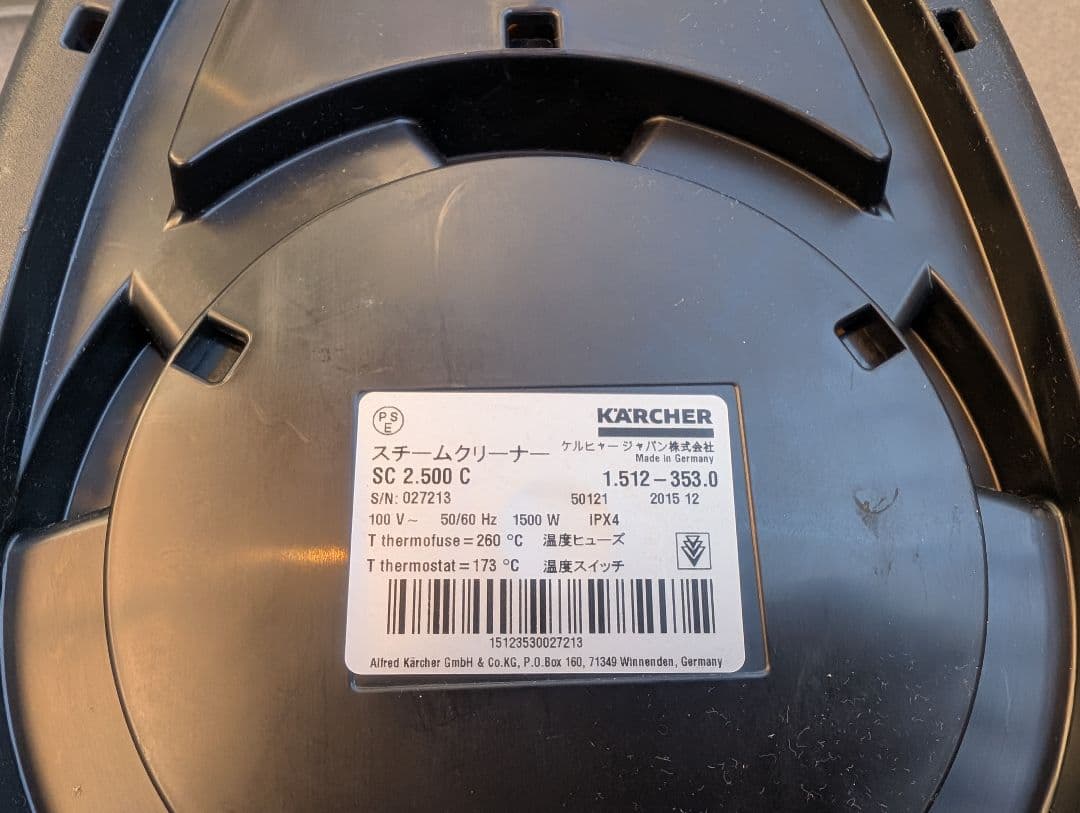 PSE
KÄRCHER
スチームクリーナー
ケルヒャー ジャパン株式会社
Made in Germany
SC 2.500 C
1.512-353.0
S/N: 027213
50121
2015 12
100 V~ 50/60 Hz 1500 W IPX4
T thermofuse = 260 °C 温度ヒューズ
T thermostat = 173 °C 温度スイッチ
15123530027213
Alfred Kärcher GmbH & Co.KG, P.O.Box 160, 71349 Winnenden, Germany